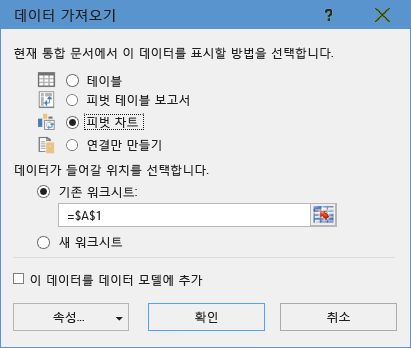 데이터 가져오기
?
현재 통합 문서에서 이 데이터를 표시할 방법을 선택합니다.
테이블
피벗 테이블 보고서
피벗 차트
연결만 만들기
데이터가 들어갈 위치를 선택합니다.
기존 워크시트:
=$A$1
새 워크시트
이 데이터를 데이터 모델에 추가
속성... 확인 취소